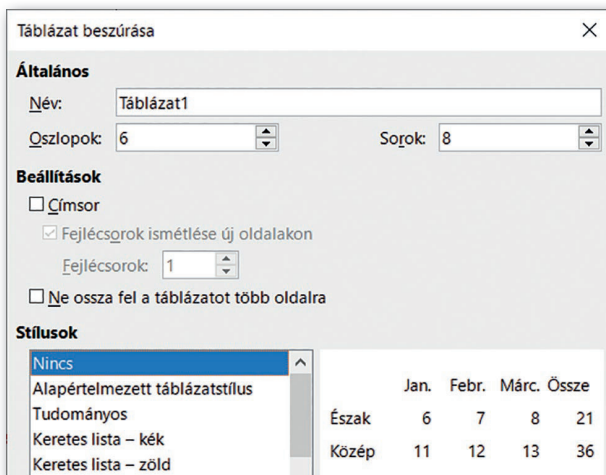 Táblázat beszúrása
Általános
Név: Táblázat1
Oszlopok: 6 Sorok: 8
Beállítások
Címsor
Fejlécsorok ismétlése új oldalakon
Fejlécsorok: 1
Ne ossza fel a táblázatot több oldalra
Stílusok
Nincs
Alapértelmezett táblázatstílus
Tudományos
Keretes lista – kék
Keretes lista – zöld
Jan. Febr. Márc. Össze
Észak 6 7 8 21
Közép 11 12 13 36